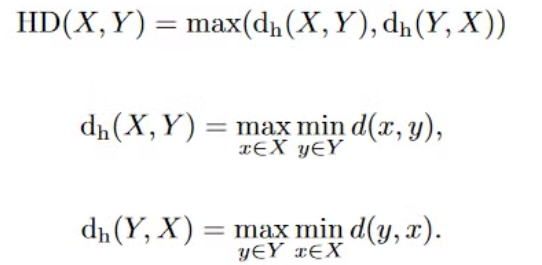 HD(X, Y) = max(d_h(X, Y), d_h(Y, X))
d_h(X, Y) = max_{x∈X} min_{y∈Y} d(x, y),
d_h(Y, X) = max_{y∈Y} min_{x∈X} d(y, x).